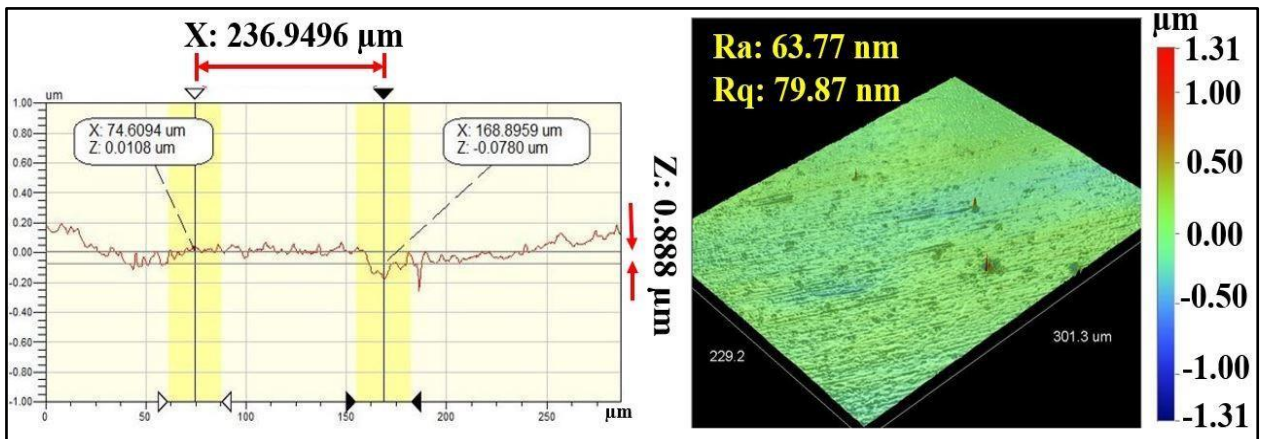 X: 236.9496 µm
um
1.00
0.80
0.60
0.40
0.20
0.00
-0.20
-0.40
-0.60
-0.80
-1.00
X: 74.6094 um
Z: 0.0108 um
X: 168.8959 um
Z: -0.0780 um
0
50
100
150
200
250
µm
Z: 0.888 µm
Ra: 63.77 nm
Rq: 79.87 nm
229.2
301.3 um
µm
1.31
1.00
0.50
0.00
-0.50
-1.00
-1.31